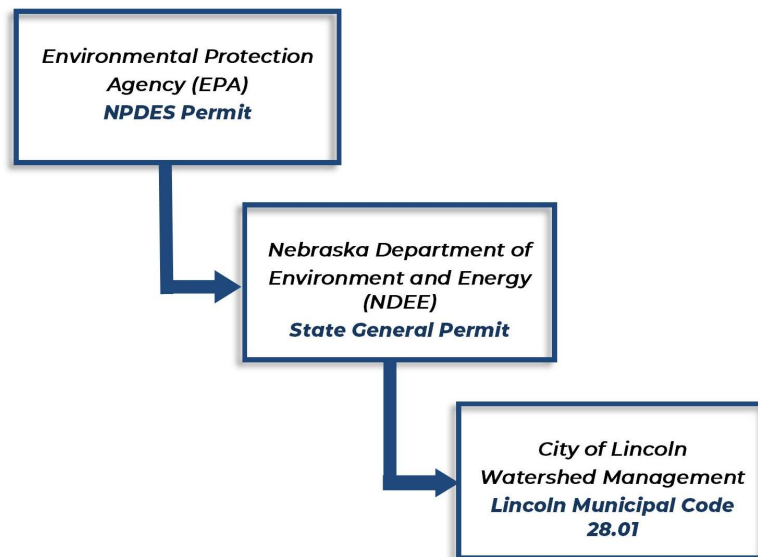 Environmental Protection
Agency (EPA)
NPDES Permit
Nebraska Department of
Environment and Energy
(NDEE)
State General Permit
City of Lincoln
Watershed Management
Lincoln Municipal Code
28.01